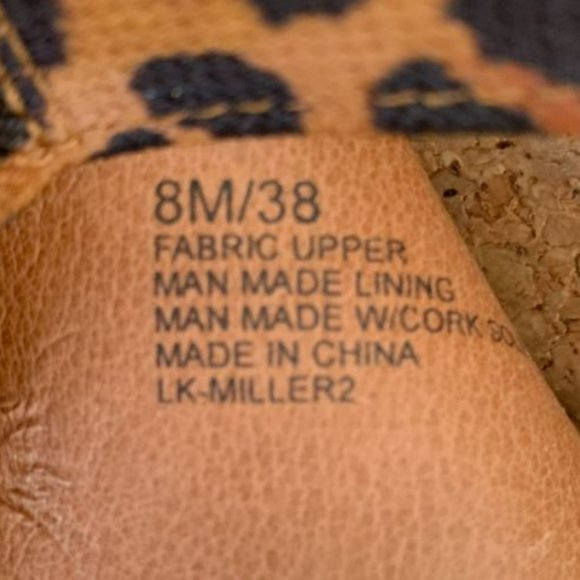 8M/38
FABRIC UPPER
MAN MADE LINING
MAN MADE W/CORK
MADE IN CHINA
LK-MILLER2